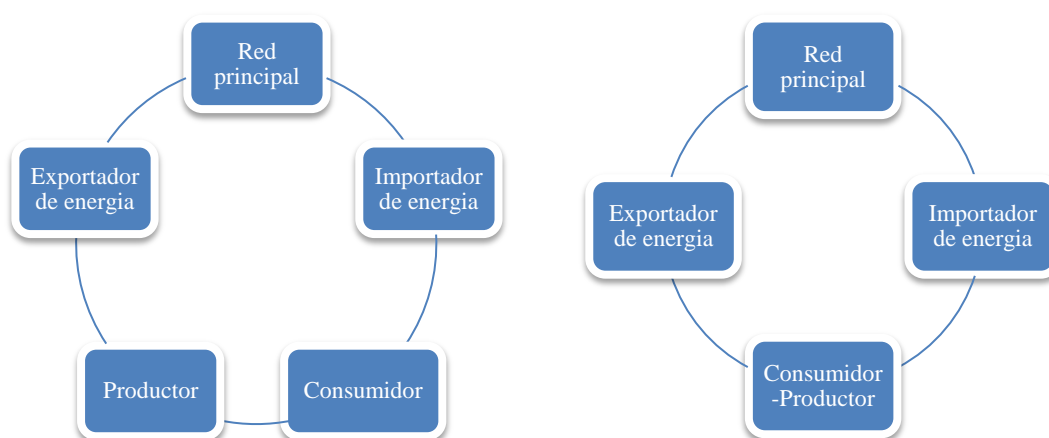 Red
principal
Exportador
de energia
Importador
de energia
Productor
Consumidor
Red
principal
Exportador
de energia
Importador
de energia
Consumidor
-Productor